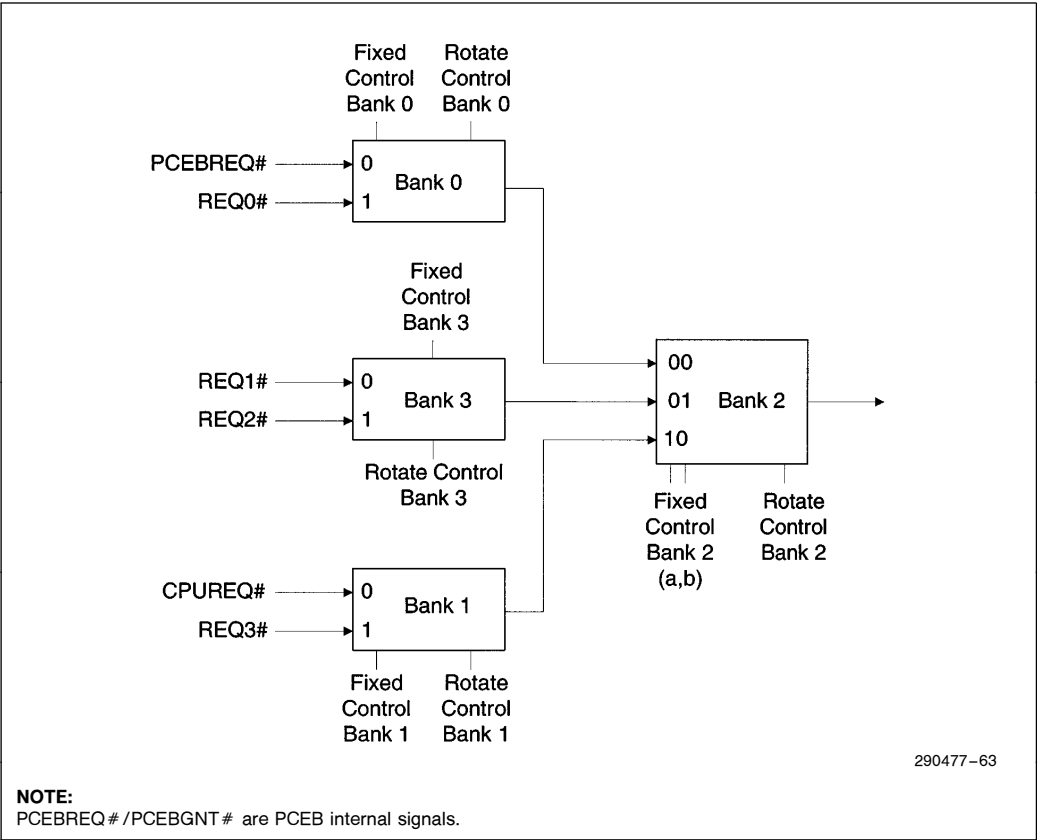 Fixed
Control
Bank 0
Rotate
Control
Bank 0
PCEBREQ#
0
REQ0#
1
Bank 0
Fixed
Control
Bank 3
REQ1#
0
REQ2#
1
Bank 3
Rotate Control
Bank 3
00
01
10
Bank 2
Fixed
Control
Bank 2
(a,b)
Rotate
Control
Bank 2
CPUREQ#
0
REQ3#
1
Bank 1
Fixed
Control
Bank 1
Rotate
Control
Bank 1
290477–63
NOTE:
PCEBREQ#/PCEBGNT# are PCEB internal signals.